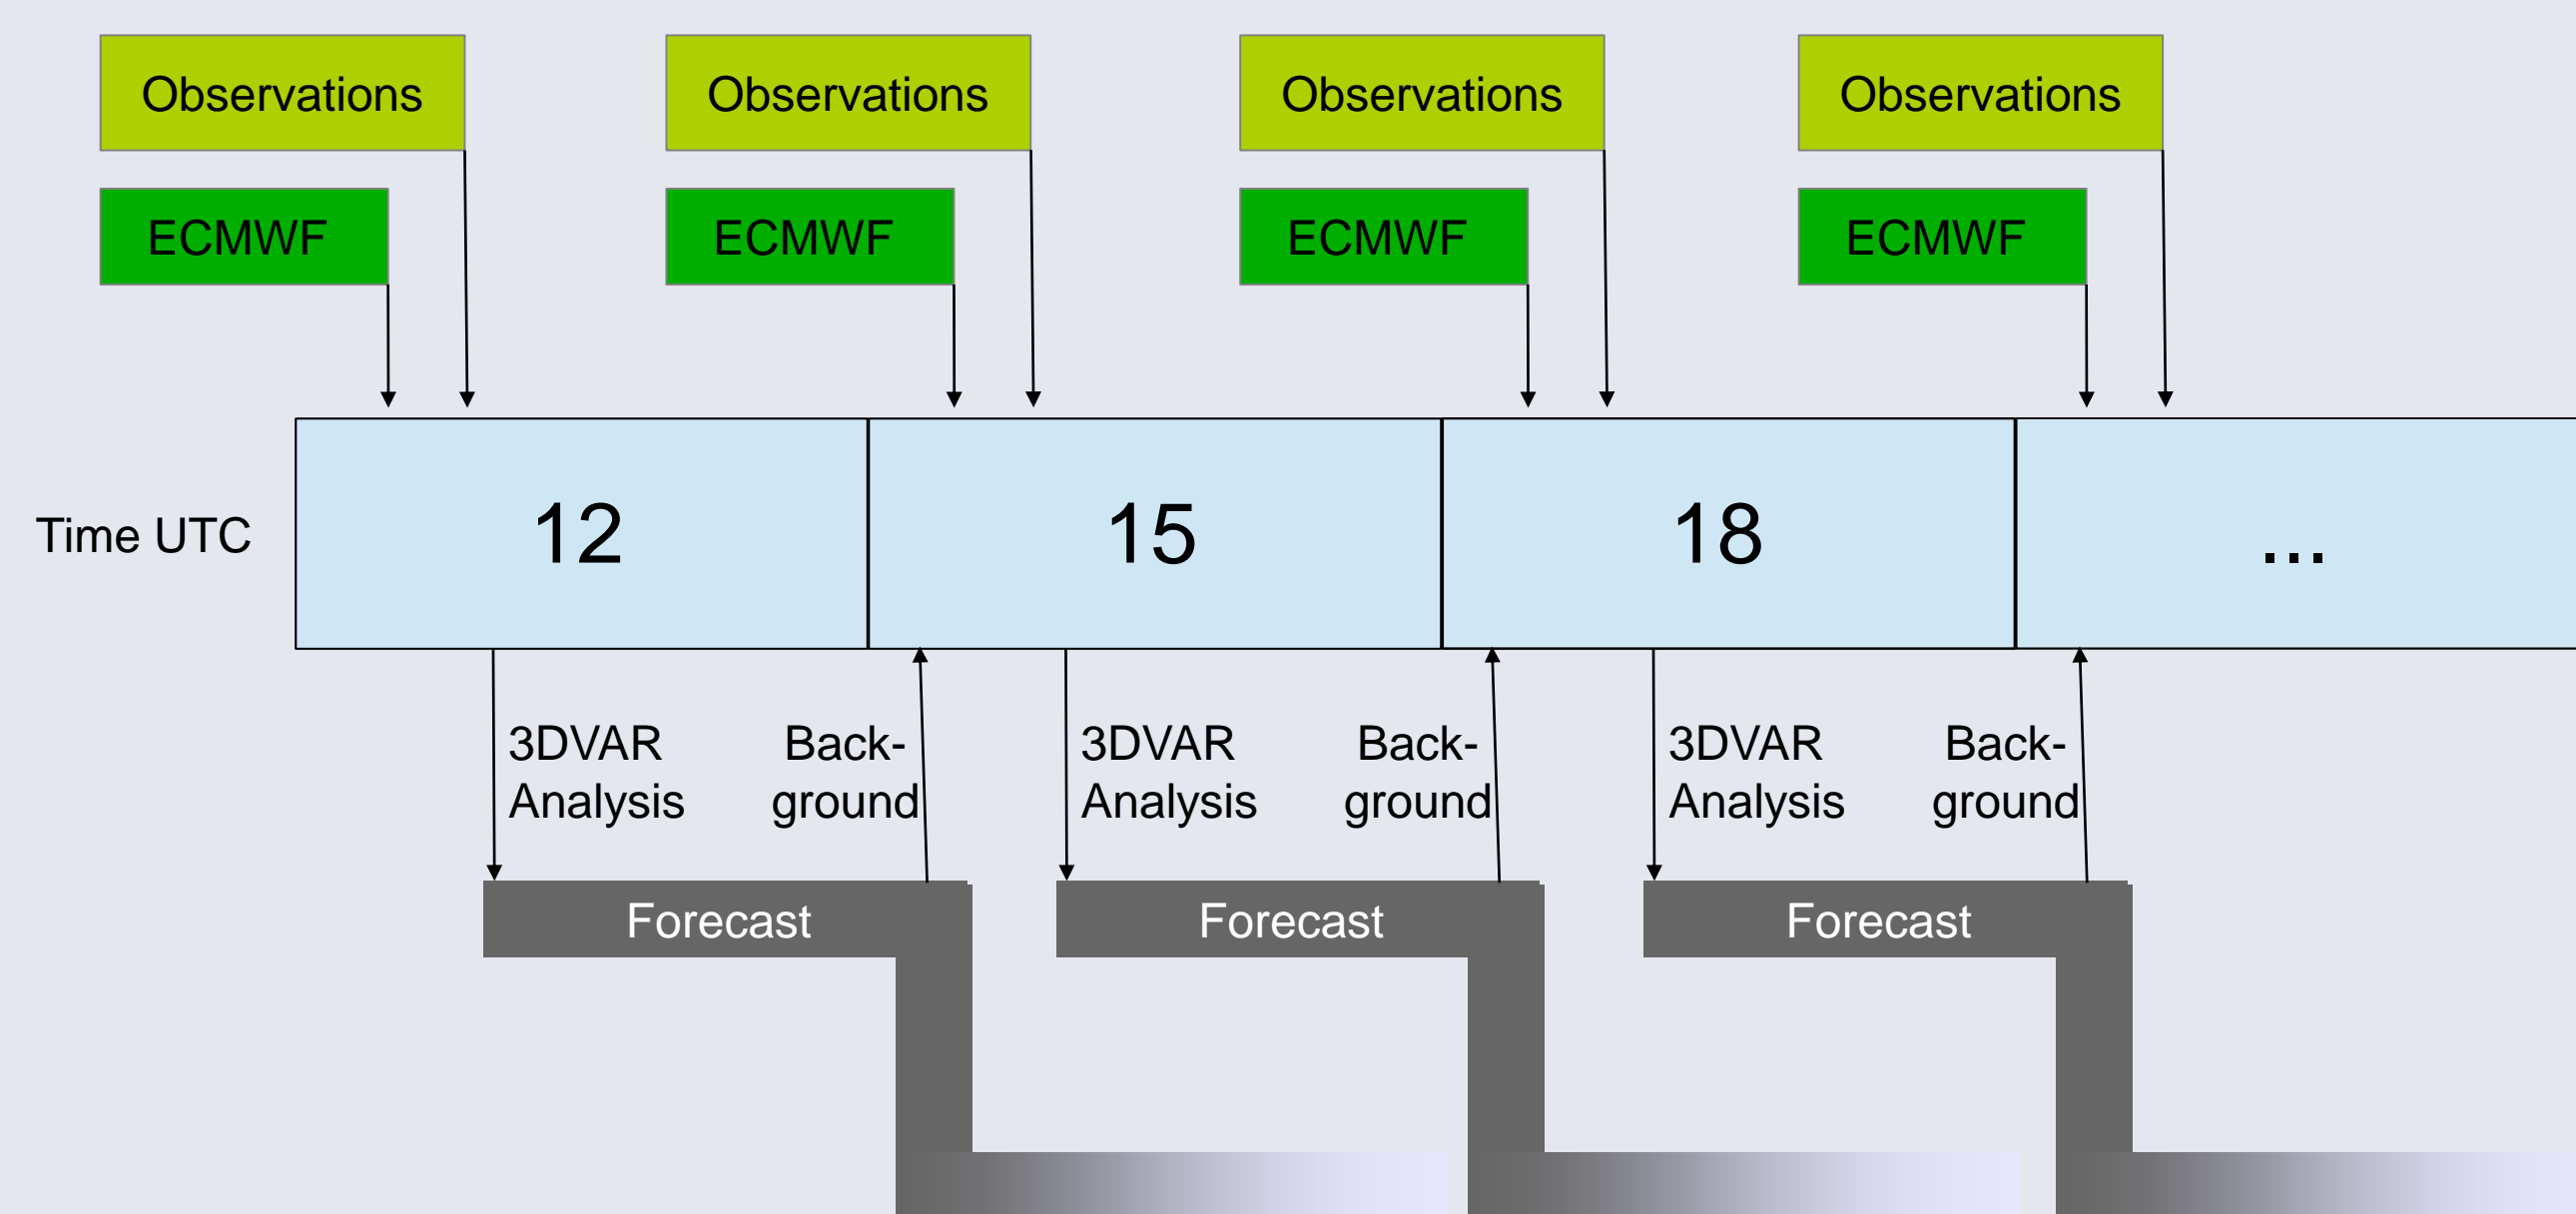 Observations
Observations
Observations
Observations
ECMWF
ECMWF
ECMWF
ECMWF
Time UTC
12
15
18
...
3DVAR
Analysis
Back-
ground
3DVAR
Analysis
Back-
ground
3DVAR
Analysis
Back-
ground
Forecast
Forecast
Forecast